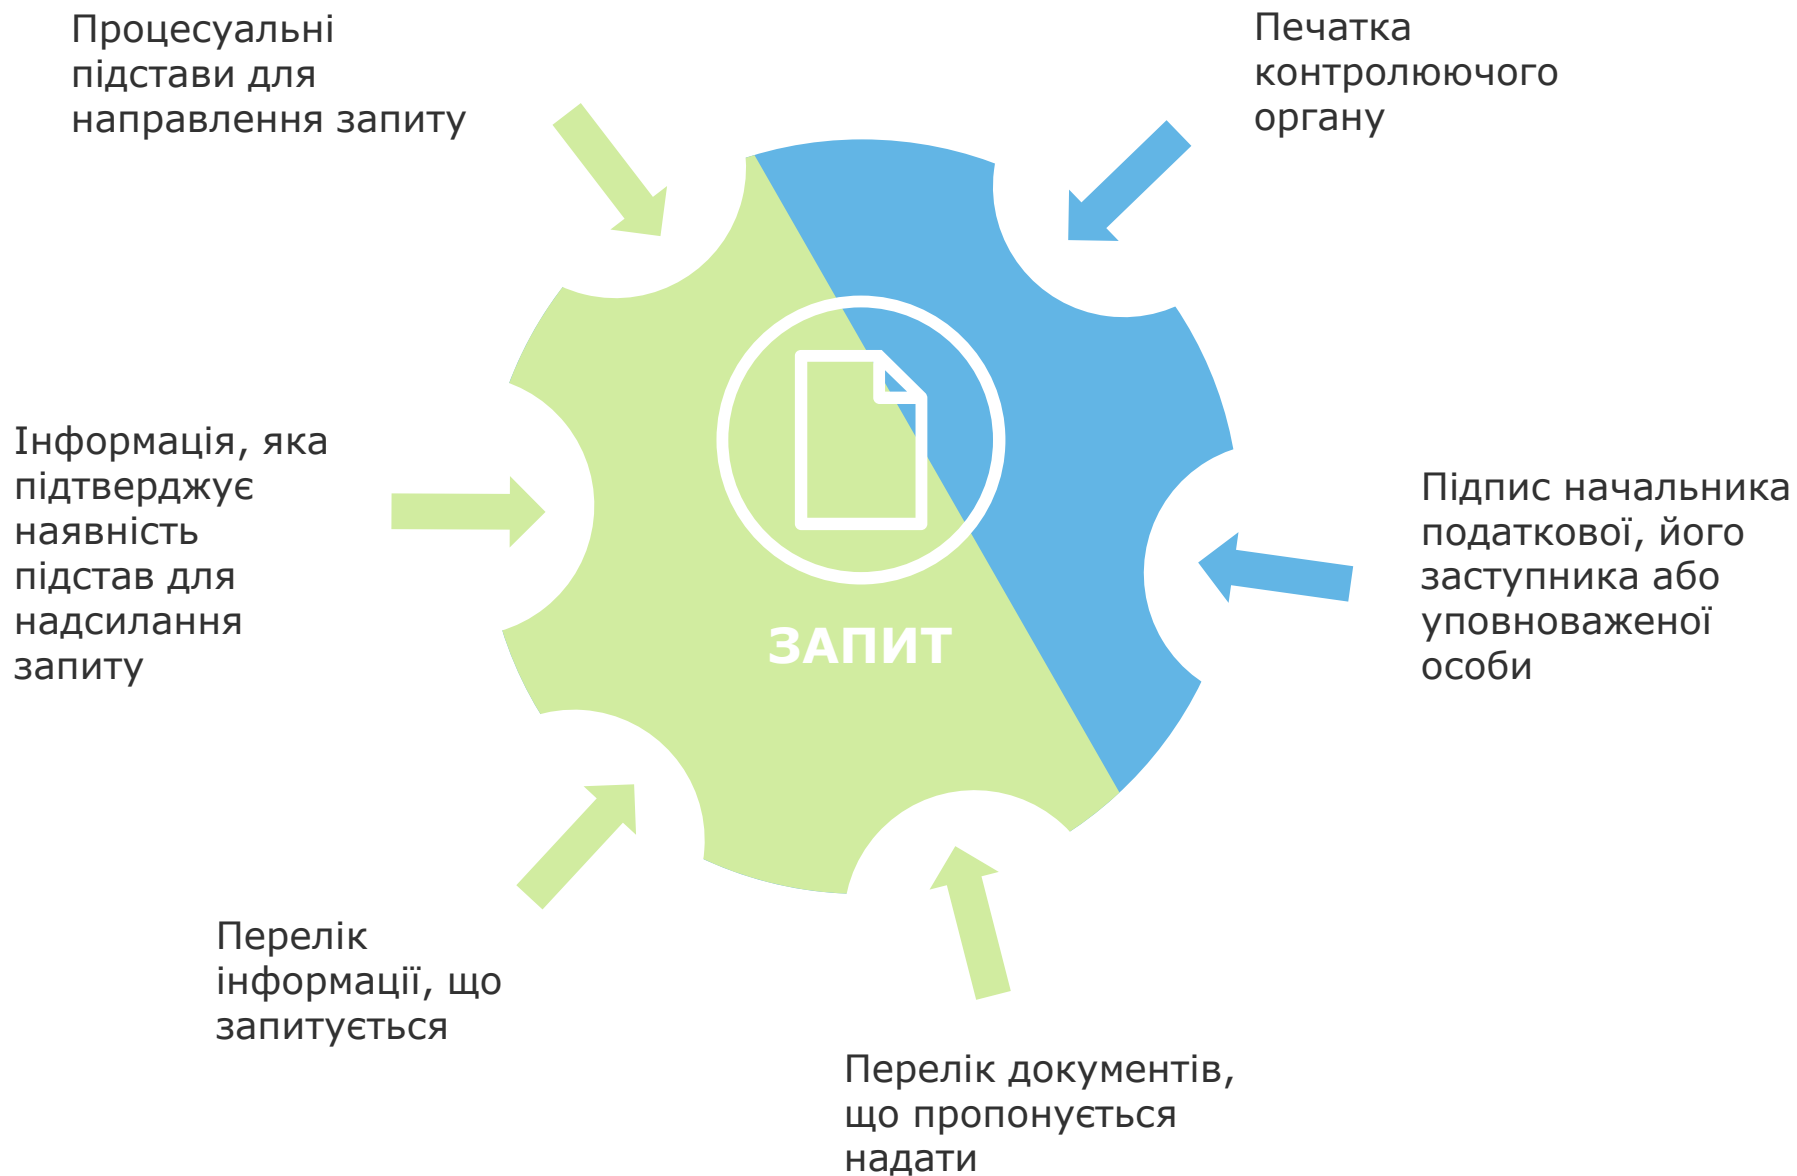 Процесуальні
підстави для
направлення запиту
Печатка
контролюючого
органу
Інформація, яка
підтверджує
наявність
підстав для
надсилання
запиту
ЗАПИТ
Підпис начальника
податкової, його
заступника або
уповноваженої
особи
Перелік
інформації, що
запитується
Перелік документів,
що пропонується
надати